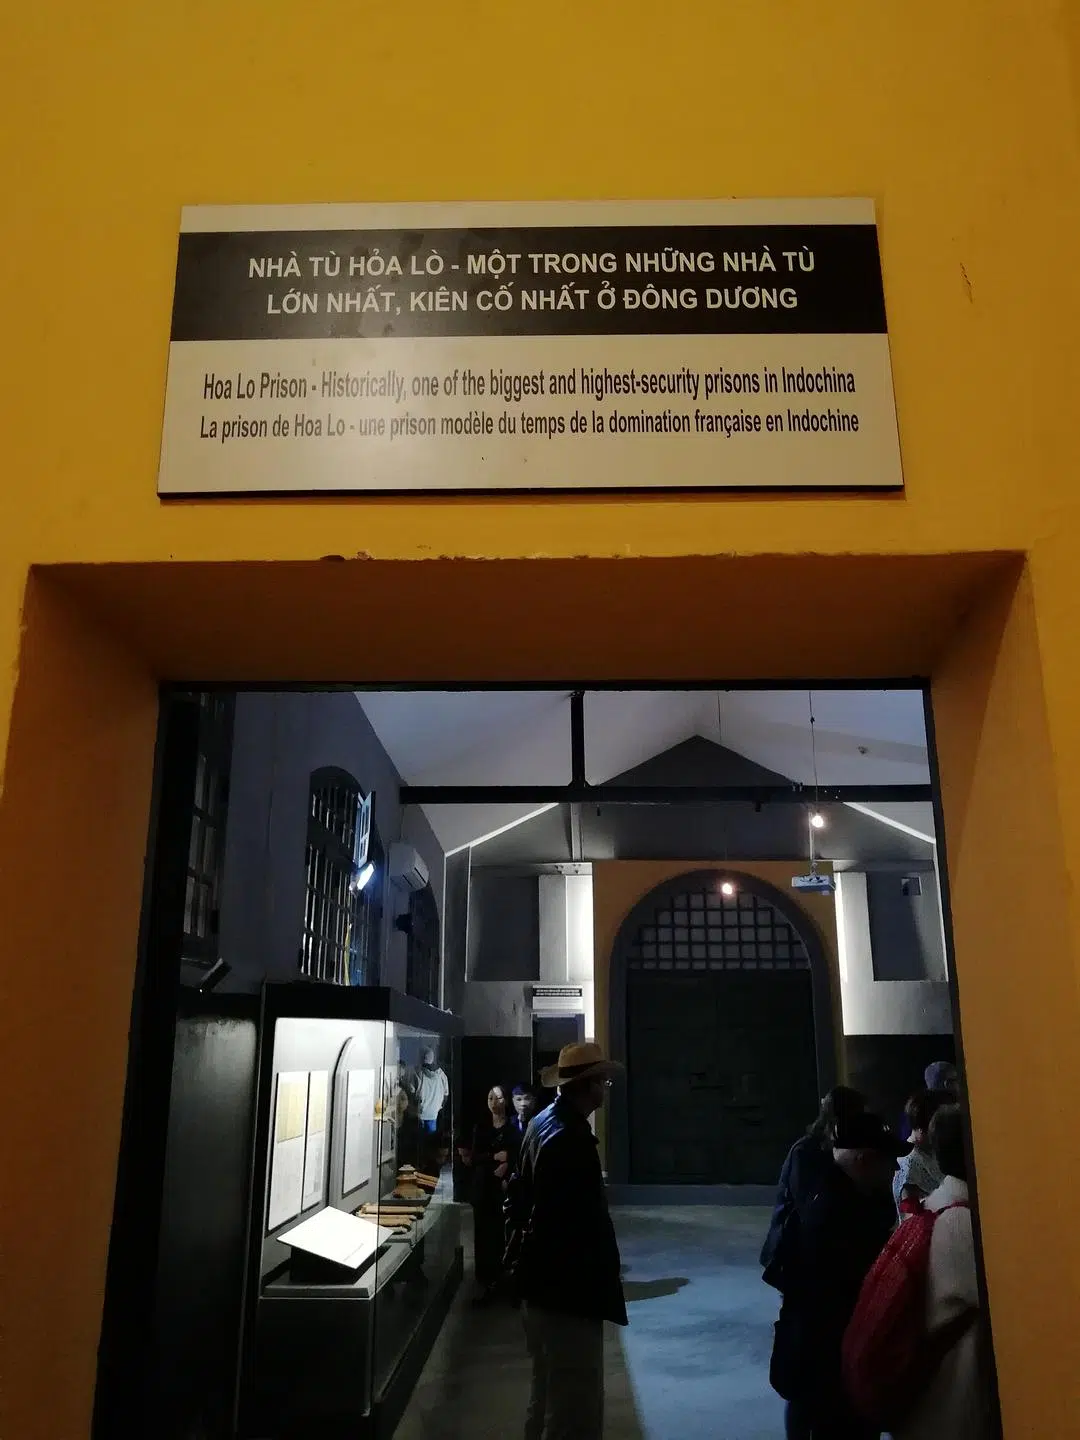 NHÀ TÙ HỎA LÒ - MỘT TRONG NHỮNG NHÀ TÙ
LỚN NHẤT, KIÊN CỐ NHẤT Ở ĐÔNG DƯƠNG
Hoa Lo Prison - Historically, one of the biggest and highest-security prisons in Indochina
La prison de Hoa Lo - une prison modèle du temps de la domination française en Indochine